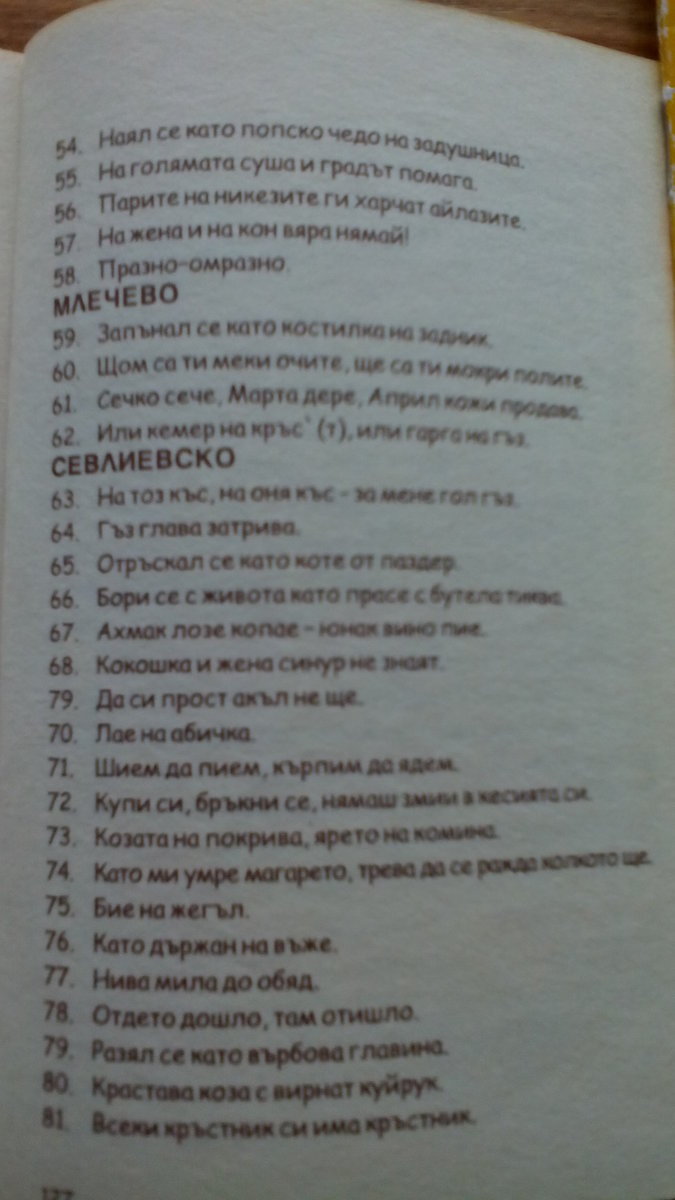 54. Наял се като попско чедо на задушница.
55. На голямата суша и градът помага.
56. Парите на никезите ги харчат айлазите.
57. На жена и на кон вяра нямай!
58. Празно-омразно.
МЛЕЧЕВО
59. Запънал се като костилка на задник.
60. Щом са ти меки очите, ще са ти мокри полите.
61. Сечко сече, Марта дере, Април кожи продава.
62. Или кемер на кръс` (т), или гарга на гъз.
СЕВЛИЕВСКО
63. На тоз къс, на оня къс - за мене гол гъз.
64. Гъз глава затрива.
65. Отръскал се като коте от паздер.
66. Бори се с живота като прасе с бутела тиква.
67. Ахмак лозе копае - юнак вино пие.
68. Кокошка и жена синур не знаят.
79. Да си прост акъл не ще.
70. Лае на абичка.
71. Шием да пием, кърпим да ядем.
72. Купи си, бръкни се, нямаш змии в кесията си.
73. Козата на покрива, ярето на комина.
74. Като ми умре магарето, трева да се ражда колкото ще.
75. Бие на жегъл.
76. Като държан на въже.
77. Нива мила до обяд.
78. Отдето дошло, там отишло.
79. Разял се като върбова главина.
80. Крастава коза с вирнат куйрук.
81. Всеки кръстник си има кръстник.